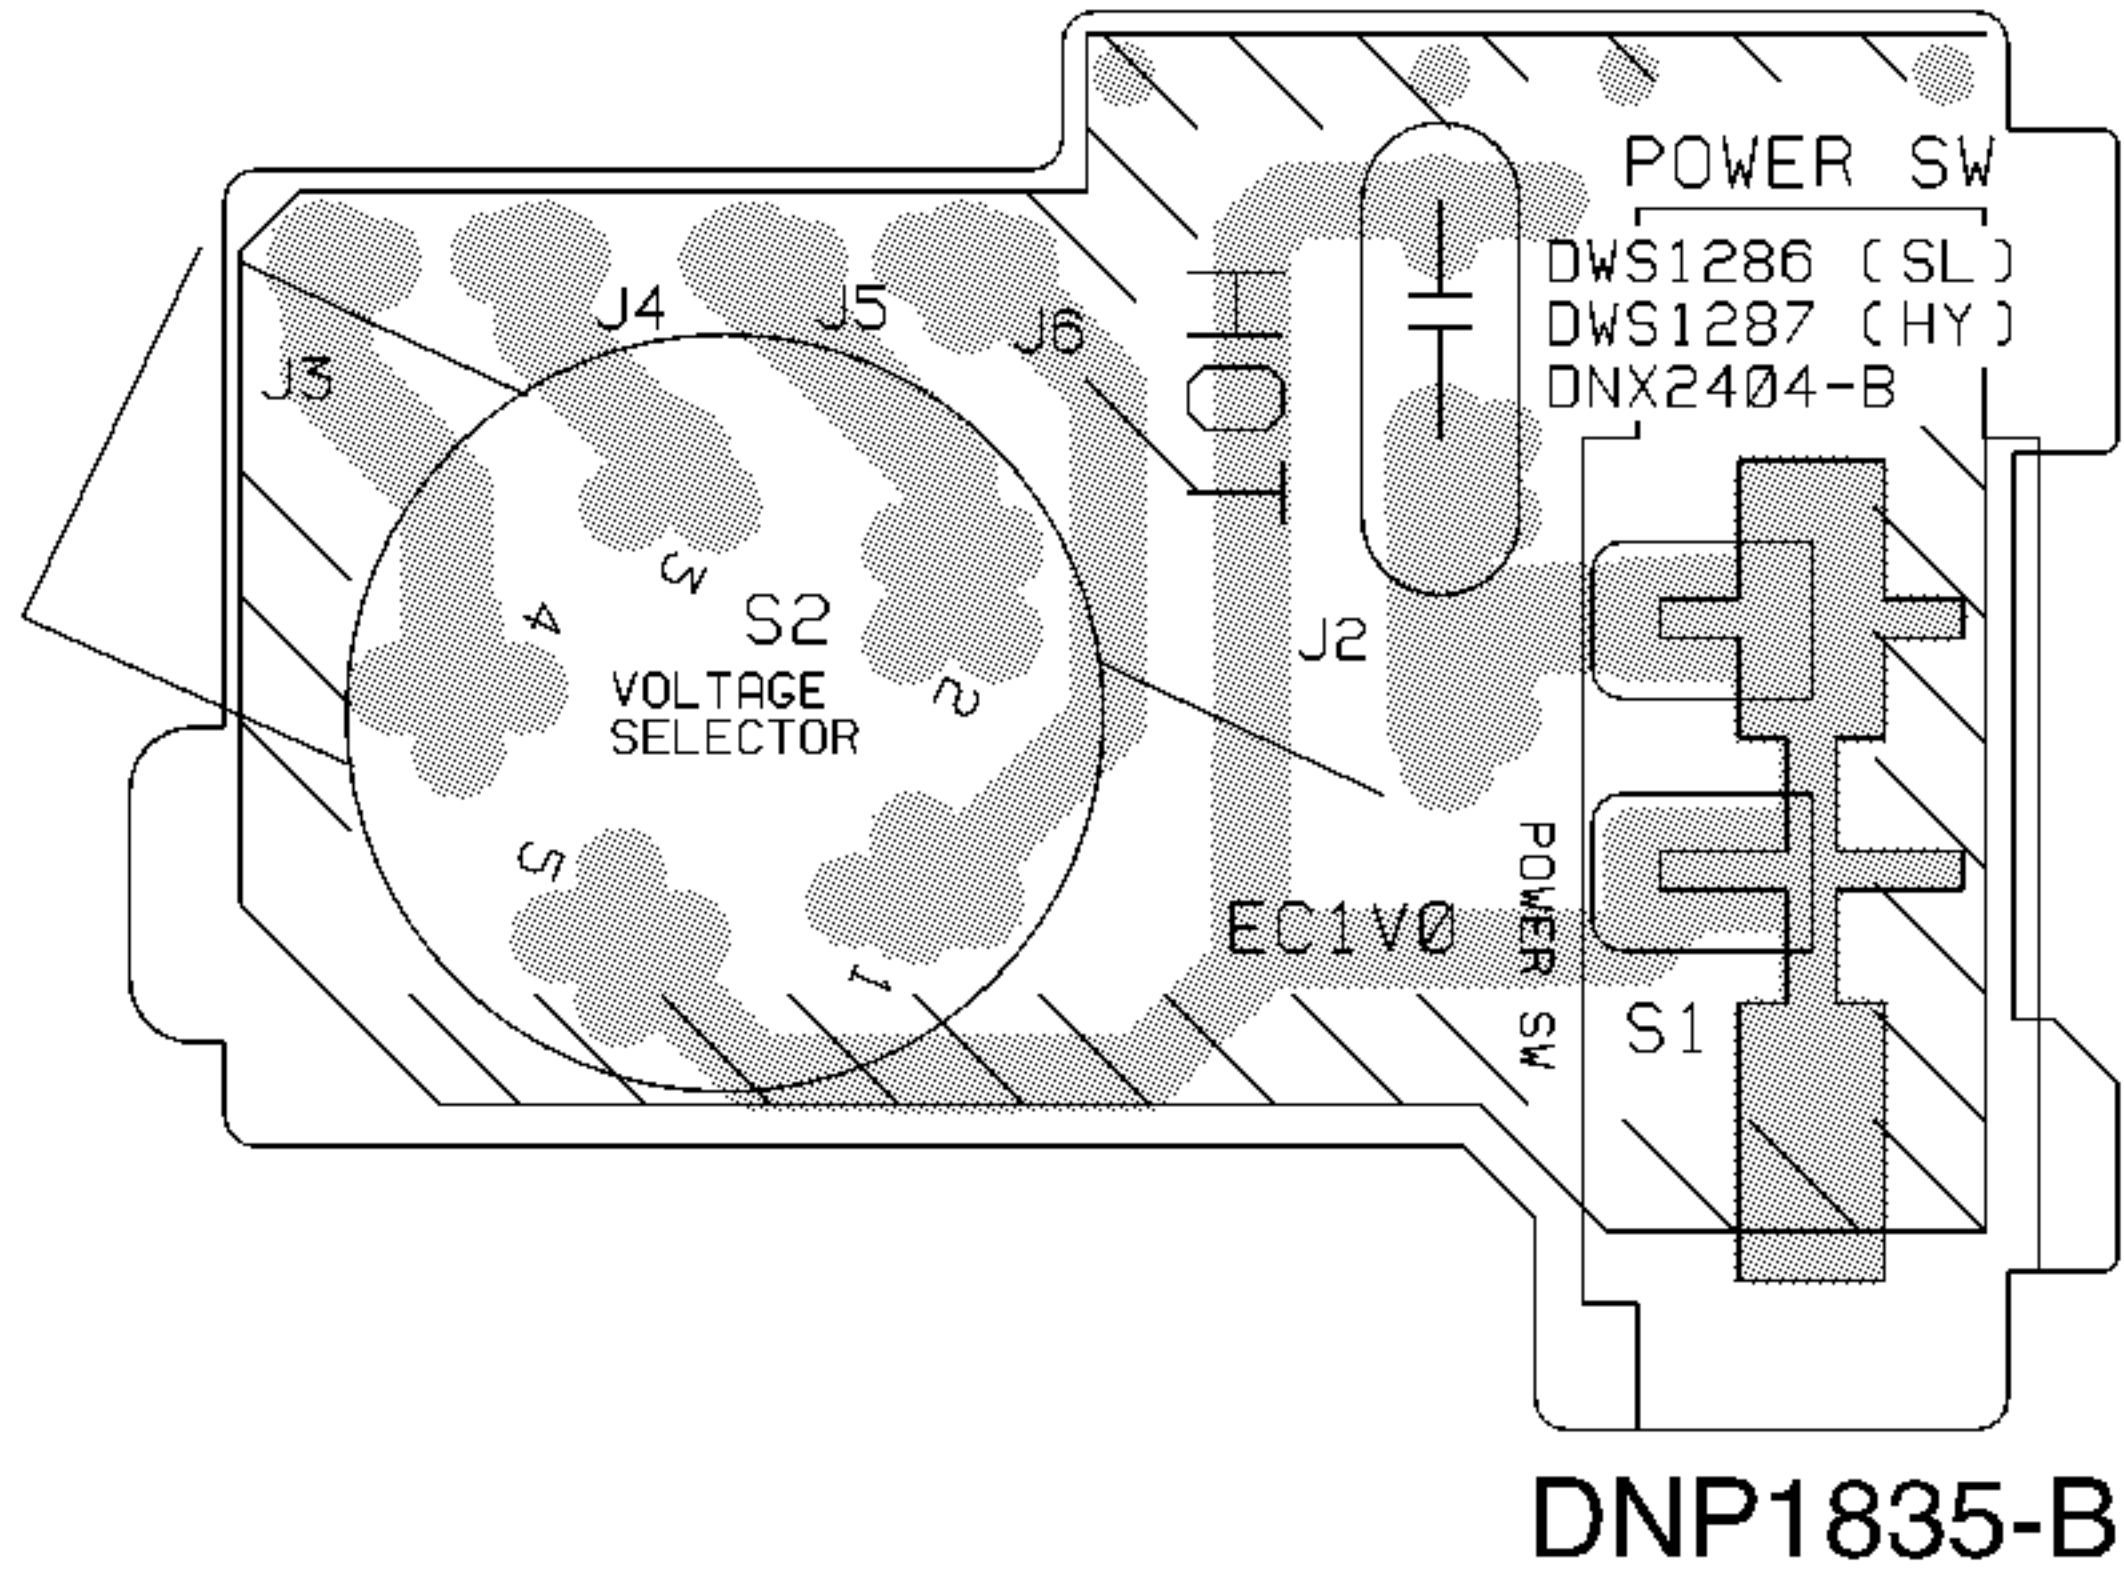 POWER SW
DWS1286 (SL)
DWS1287 (HY)
DNX2404-B
J4
J5
J6
J3
3
4
S2
J2
VOLTAGE
SELECTOR
2
5
EC1V0
POWER SW
1
S1
DNP1835-B